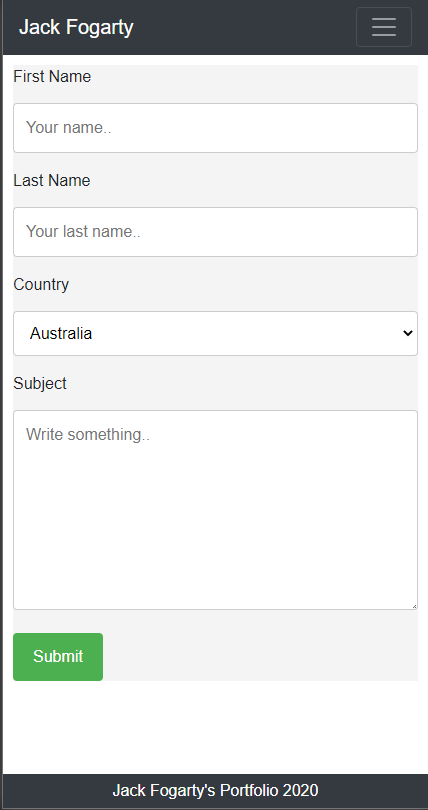 Jack Fogarty
First Name
Your name..
Last Name
Your last name..
Country
Australia
Subject
Write something..
Submit
Jack Fogarty's Portfolio 2020